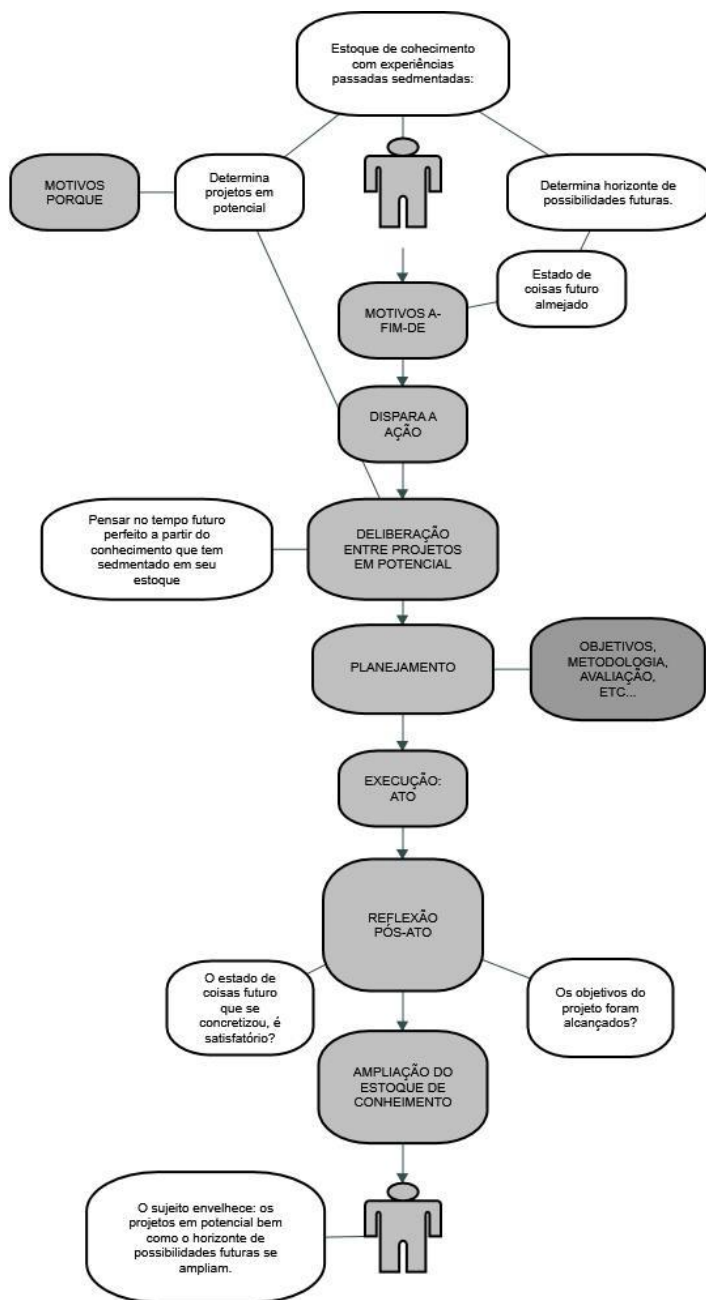 Estoque de cohecimento
com experiências
passadas sedmentadas:
MOTIVOS
PORQUE
Determina
projetos em
potencial
Determina horizonte de
possibilidades futuras.
Estado de
coisas futuro
almejado
MOTIVOS A-
FIM-DE
DISPARA A
AÇÃO
Pensar no tempo futuro
perfeito a partir do
conhecimento que tem
sedmentado em seu
estoque
DELIBERAÇÃO
ENTRE PROJETOS
EM POTENCIAL
PLANEJAMENTO
OBJETIVOS,
METODOLOGIA,
AVALIAÇÃO,
ETC...
EXECUÇÃO:
ATO
REFLEXÃO
PÓS-ATO
O estado de
coisas futuro
que se
concretizou, é
satisfatório?
Os objetivos do
projeto foram
alcançados?
AMPLIAÇÃO DO
ESTOQUE DE
CONHEIMENTO
O sujeito envelhece: os
projetos em potencial bem
como o horizonte de
possibilidades futuras se
ampliam.